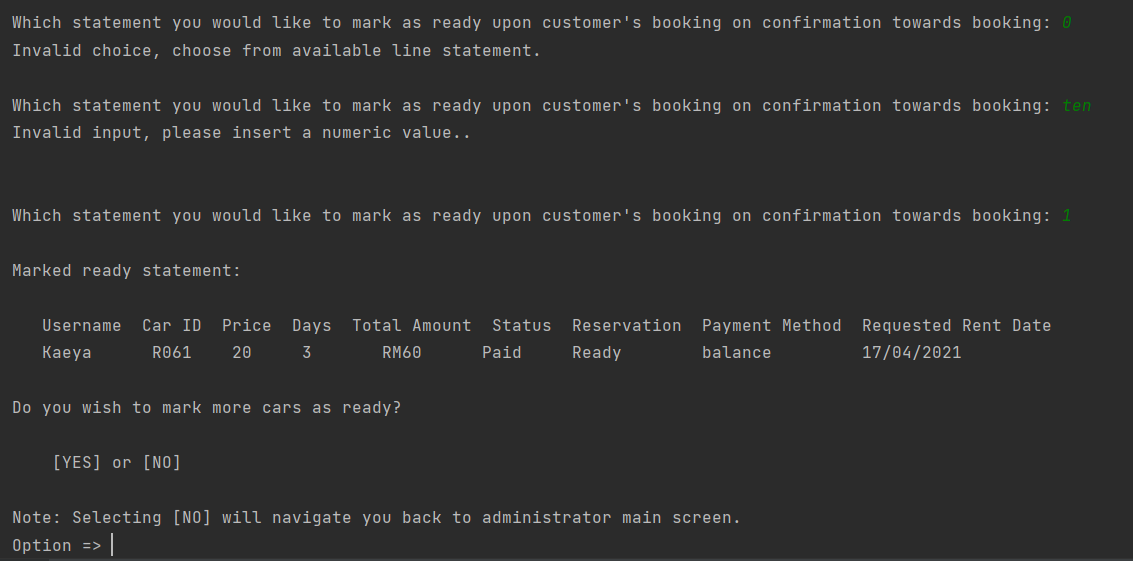 Which statement you would like to mark as ready upon customer's booking on confirmation towards booking: 0
Invalid choice, choose from available line statement.
Which statement you would like to mark as ready upon customer's booking on confirmation towards booking: ten
Invalid input, please insert a numeric value..
Which statement you would like to mark as ready upon customer's booking on confirmation towards booking: 1
Marked ready statement:
Username Car ID Price Days Total Amount Status Reservation Payment Method Requested Rent Date
Kaeya R061 20 3 RM60 Paid Ready balance 17/04/2021
Do you wish to mark more cars as ready?
[YES] or [NO]
Note: Selecting [NO] will navigate you back to administrator main screen.
Option =>